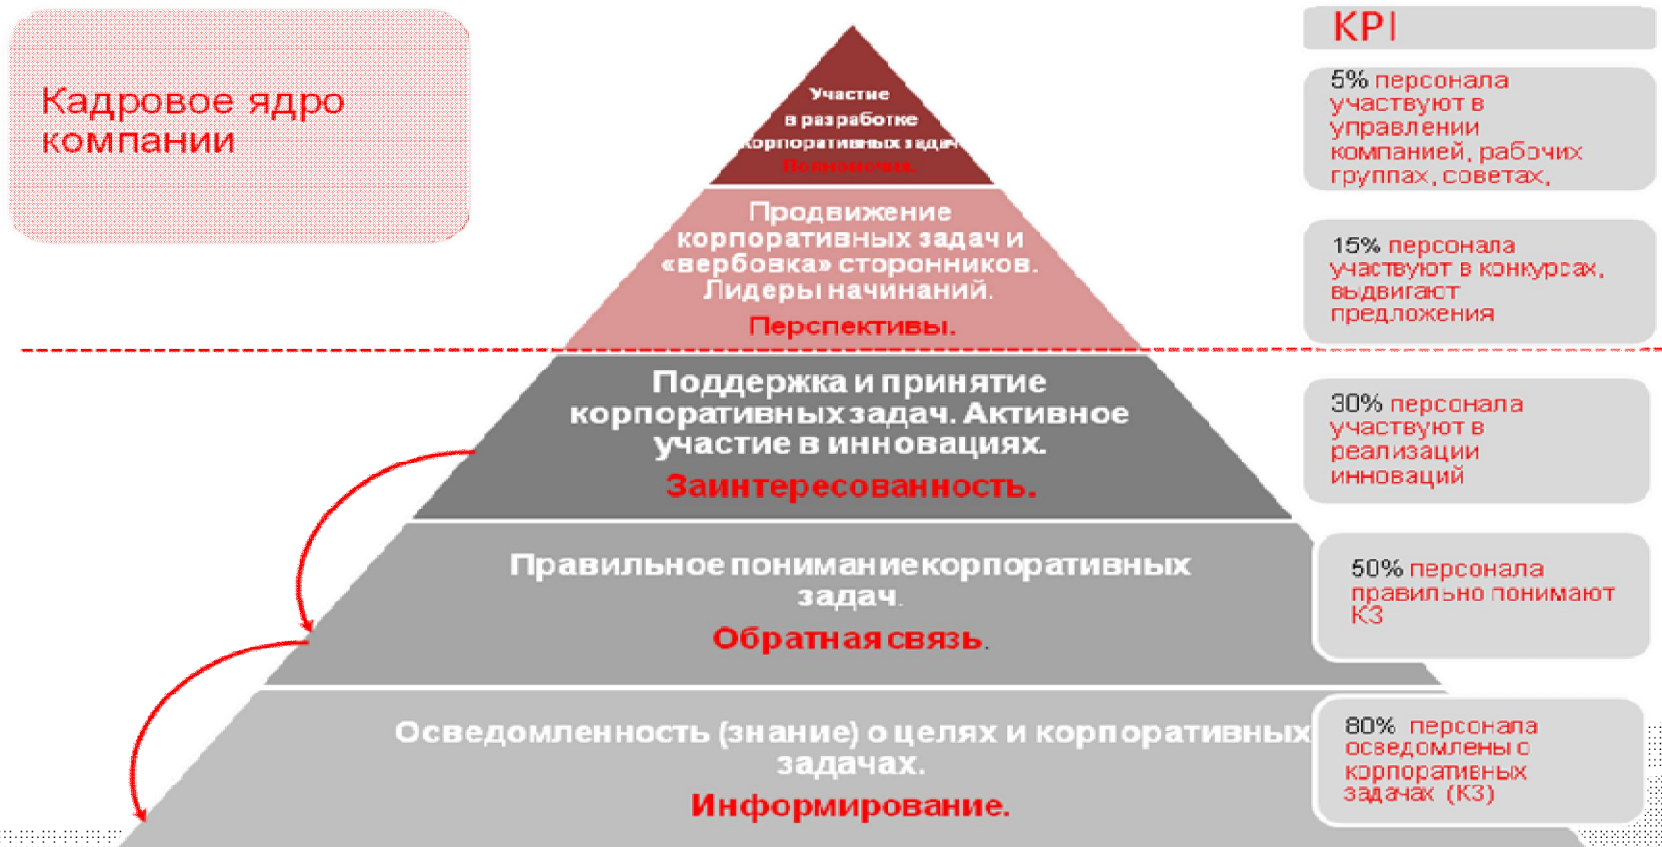 Кадровое ядро
компании
Участие
в разработке
корпоративных задач
Полномочия.
Продвижение
корпоративных задач и
«вербовка» сторонников.
Лидеры начинаний.
Перспективы.
Поддержка и принятие
корпоративных задач. Активное
участие в инновациях.
Заинтересованность.
Правильное понимание корпоративных
задач.
Обратная связь.
Осведомленность (знание) о целях и корпоративных
задачах.
Информирование.
KPI
5% персонала
участвуют в
управлении
компанией, рабочих
группах, советах,
15% персонала
участвуют в конкурсах,
выдвигают
предложения
30% персонала
участвуют в
реализации
инноваций
50% персонала
правильно понимают
КЗ
80% персонала
осведомлены о
корпоративных
задачах (КЗ)